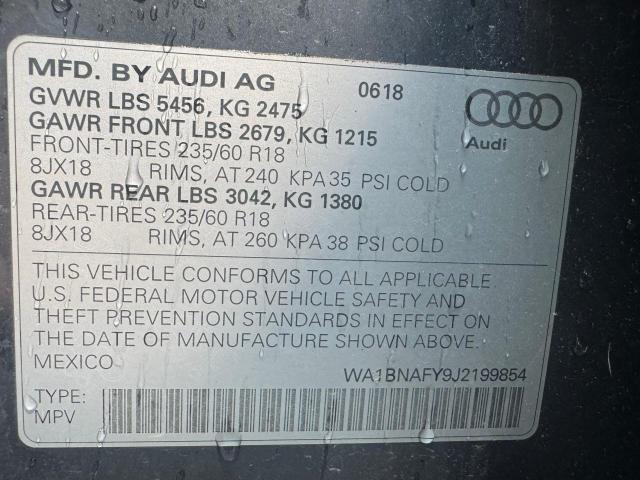 MFD. BY AUDI AG 0618
GVWR LBS 5456, KG 2475
GAWR FRONT LBS 2679, KG 1215
FRONT-TIRES 235/60 R18
8JX18 RIMS, AT 240 KPA 35 PSI COLD
GAWR REAR LBS 3042, KG 1380
REAR-TIRES 235/60 R18
8JX18 RIMS, AT 260 KPA 38 PSI COLD
Audi
THIS VEHICLE CONFORMS TO ALL APPLICABLE
U.S. FEDERAL MOTOR VEHICLE SAFETY AND
THEFT PREVENTION STANDARDS IN EFFECT ON
THE DATE OF MANUFACTURE SHOWN ABOVE.
MEXICO
WA1BNAFY9J2199854
TYPE:
MPV